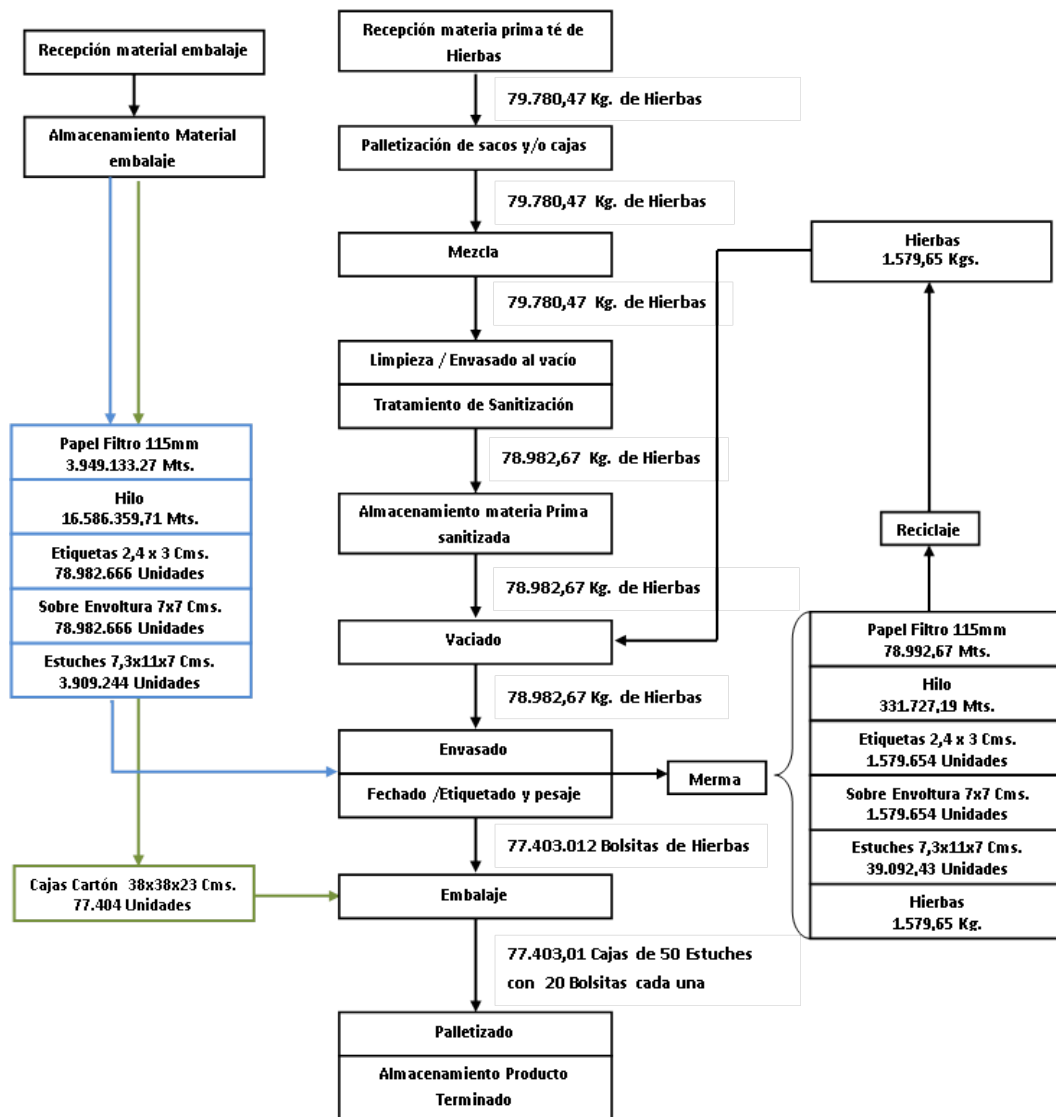 Recepción material embalaje
Almacenamiento Material
embalaje
Papel Filtro 115mm
3.949.133.27 Mts.
Hilo
16.586.359,71 Mts.
Etiquetas 2,4 x 3 Cms.
78.982.666 Unidades
Sobre Envoltura 7x7 Cms.
78.982.666 Unidades
Estuches 7,3x11x7 Cms.
3.909.244 Unidades
Cajas Cartón 38x38x23 Cms.
77.404 Unidades
Recepción materia prima té de
Hierbas
79.780,47 Kg. de Hierbas
Palletización de sacos y/o cajas
79.780,47 Kg. de Hierbas
Mezcla
79.780,47 Kg. de Hierbas
Limpieza / Envasado al vacío
Tratamiento de Sanitización
78.982,67 Kg. de Hierbas
Almacenamiento materia Prima
sanitizada
78.982,67 Kg. de Hierbas
Vaciado
78.982,67 Kg. de Hierbas
Envasado
Fechado /Etiquetado y pesaje
77.403.012 Bolsitas de Hierbas
Embalaje
77.403,01 Cajas de 50 Estuches
con 20 Bolsitas cada una
Palletizado
Almacenamiento Producto
Terminado
Merma
Hierbas
1.579,65 Kgs.
Reciclaje
Papel Filtro 115mm
78.992,67 Mts.
Hilo
331.727,19 Mts.
Etiquetas 2,4 x 3 Cms.
1.579.654 Unidades
Sobre Envoltura 7x7 Cms.
1.579.654 Unidades
Estuches 7,3x11x7 Cms.
39.092,43 Unidades
Hierbas
1.579,65 Kg.